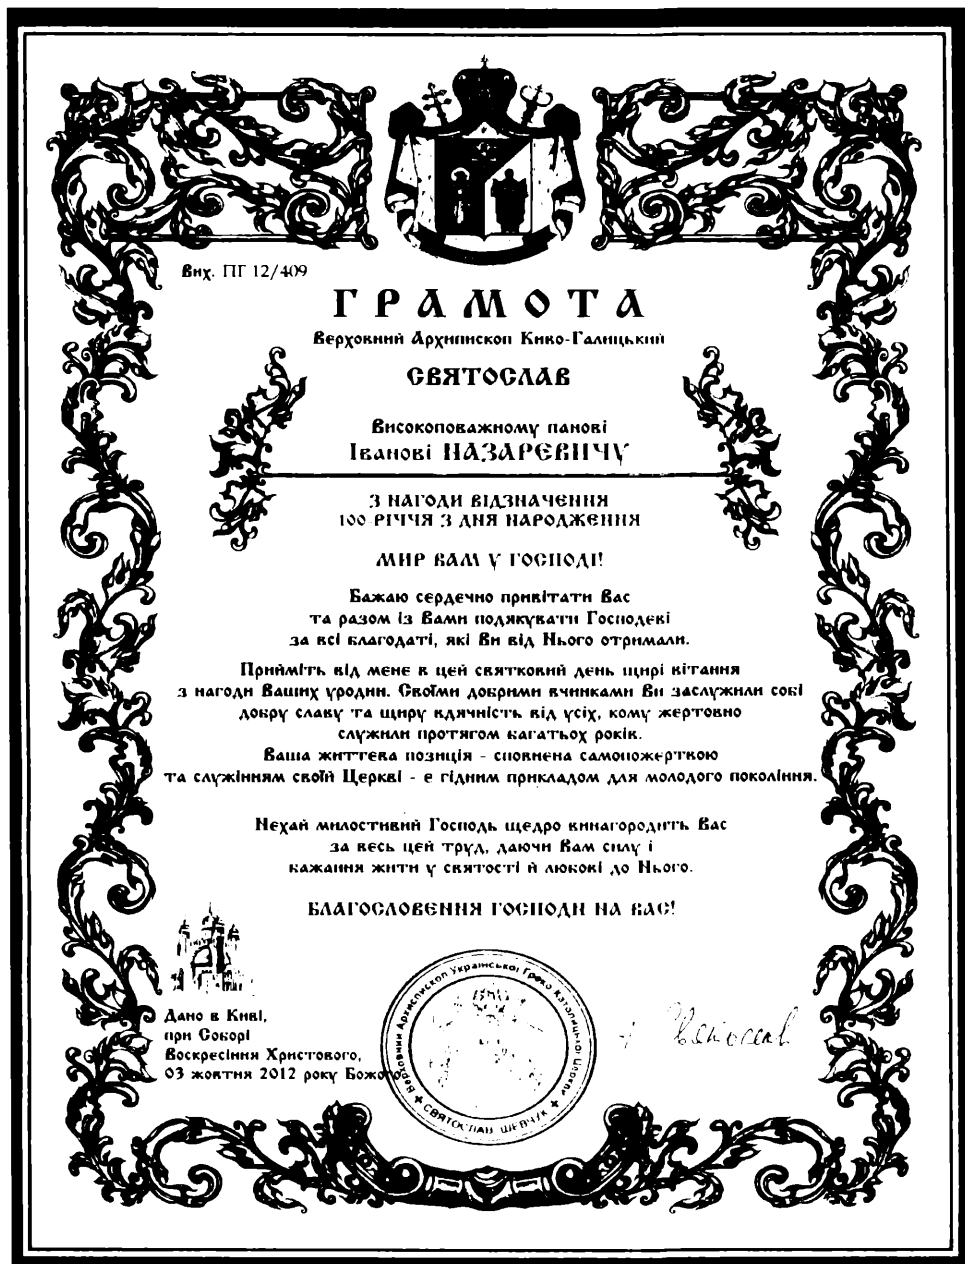 Вих. ПГ 12/409
ГРАМОТА
Верховний Архиепископ Києво-Галицький
СВЯТОСЛАВ
Високоповажному панові
Іванові НАЗАРЕВИЧУ
З НАГОДИ ВІДЗНАЧЕННЯ
100-РІЧЧЯ З ДНЯ НАРОДЖЕННЯ
МИР ВАМ У ГОСПОДІ!
Бажаю сердечно привітати Вас
та разом із Вами подякувати Господеві
за всі благодаті, які Ви від Нього отримали.
Прийміть від мене в цей святковий день щирі вітання
з нагоди Ваших уродин. Своїми добрими вчинками Ви заслужили собі
добру славу та щиру вдячність від усіх, кому жертовно
служили протягом багатьох років.
Ваша життєва позиція - сповнена самопожертвою
та служінням своїй Церкві - є гідним прикладом для молодого покоління.
Нехай милостивий Господь щедро винагородить Вас
за весь цей труд, даючи Вам силу і
бажання жити у святості й любові до Нього.
БЛАГОСЛОВЕННЯ ГОСПОДНЄ НА ВАС!
Дано в Києві,
при Соборі
Воскресіння Христового,
03 жовтня 2012 року Божого
Верховний Архиєпископ Української Греко Католицької Церкви
СВЯТОСЛАВ ШЕВЧУК
+ Святослав